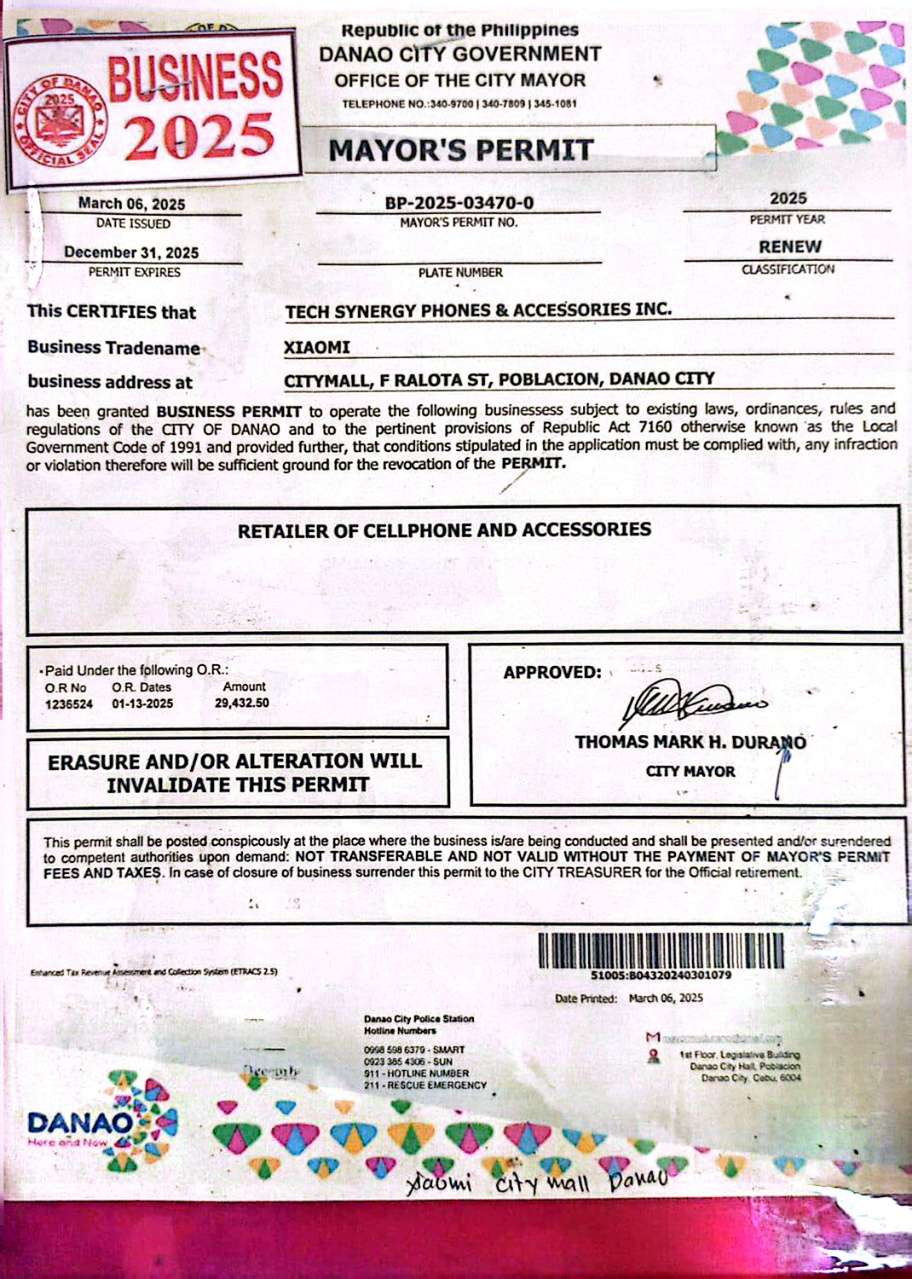 Republic of the Philippines
DANAO CITY GOVERNMENT
OFFICE OF THE CITY MAYOR
TELEPHONE NO.:340-9700 | 340-7809 | 345-1081
CITY OF DANAO
2025
OFFICIAL SEAL
BUSINESS
2025
MAYOR'S PERMIT
March 06, 2025 BP-2025-03470-0 2025
DATE ISSUED MAYOR'S PERMIT NO. PERMIT YEAR
December 31, 2025 RENEW
PERMIT EXPIRES PLATE NUMBER CLASSIFICATION
This CERTIFIES that TECH SYNERGY PHONES & ACCESSORIES INC.
Business Tradename XIAOMI
business address at CITYMALL, F RALOTA ST, POBLACION, DANAO CITY
has been granted BUSINESS PERMIT to operate the following businessess subject to existing laws, ordinances, rules and
regulations of the CITY OF DANAO and to the pertinent provisions of Republic Act 7160 otherwise known as the Local
Government Code of 1991 and provided further, that conditions stipulated in the application must be complied with, any infraction
or violation therefore will be sufficient ground for the revocation of the PERMIT.
RETAILER OF CELLPHONE AND ACCESSORIES
Paid Under the following O.R.:
O.R No O.R. Dates Amount
1236524 01-13-2025 29,432.50
ERASURE AND/OR ALTERATION WILL
INVALIDATE THIS PERMIT
APPROVED:
THOMAS MARK H. DURANO
CITY MAYOR
This permit shall be posted conspicously at the place where the business is/are being conducted and shall be presented and/or surendered
to competent authorities upon demand: NOT TRANSFERABLE AND NOT VALID WITHOUT THE PAYMENT OF MAYOR'S PERMIT
FEES AND TAXES. In case of closure of business surrender this permit to the CITY TREASURER for the Official retirement.
51005:B04320240301079
Enhanced Tax Revenue Assessment and Collection System (ETRACS 2.5)
Date Printed: March 06, 2025
Danao City Police Station
Hotline Numbers
0998 598 6379 - SMART
0923 385 4306 - SUN
911 - HOTLINE NUMBER
211 - RESCUE EMERGENCY
1st Floor, Legislative Building
Danao City Hall, Poblacion
Danao City, Cebu, 6004
DANAO
Here and Now
Xiaomi City mall Danao